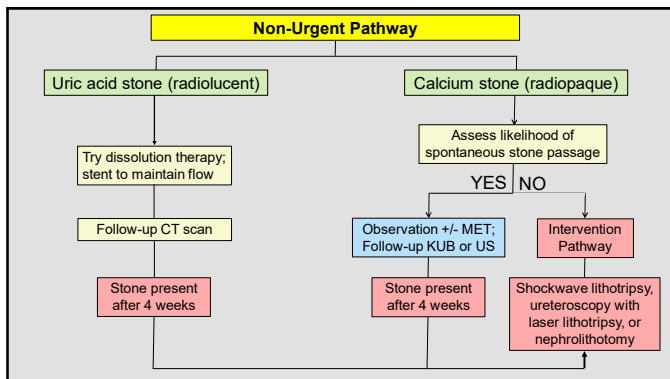 Non-Urgent Pathway
Uric acid stone (radiolucent)
Calcium stone (radiopaque)
Try dissolution therapy;
stent to maintain flow
Assess likelihood of
spontaneous stone passage
YES
NO
Follow-up CT scan
Observation +/- MET;
Follow-up KUB or US
Intervention
Pathway
Stone present
after 4 weeks
Stone present
after 4 weeks
Shockwave lithotripsy,
ureteroscopy with
laser lithotripsy, or
nephrolithotomy